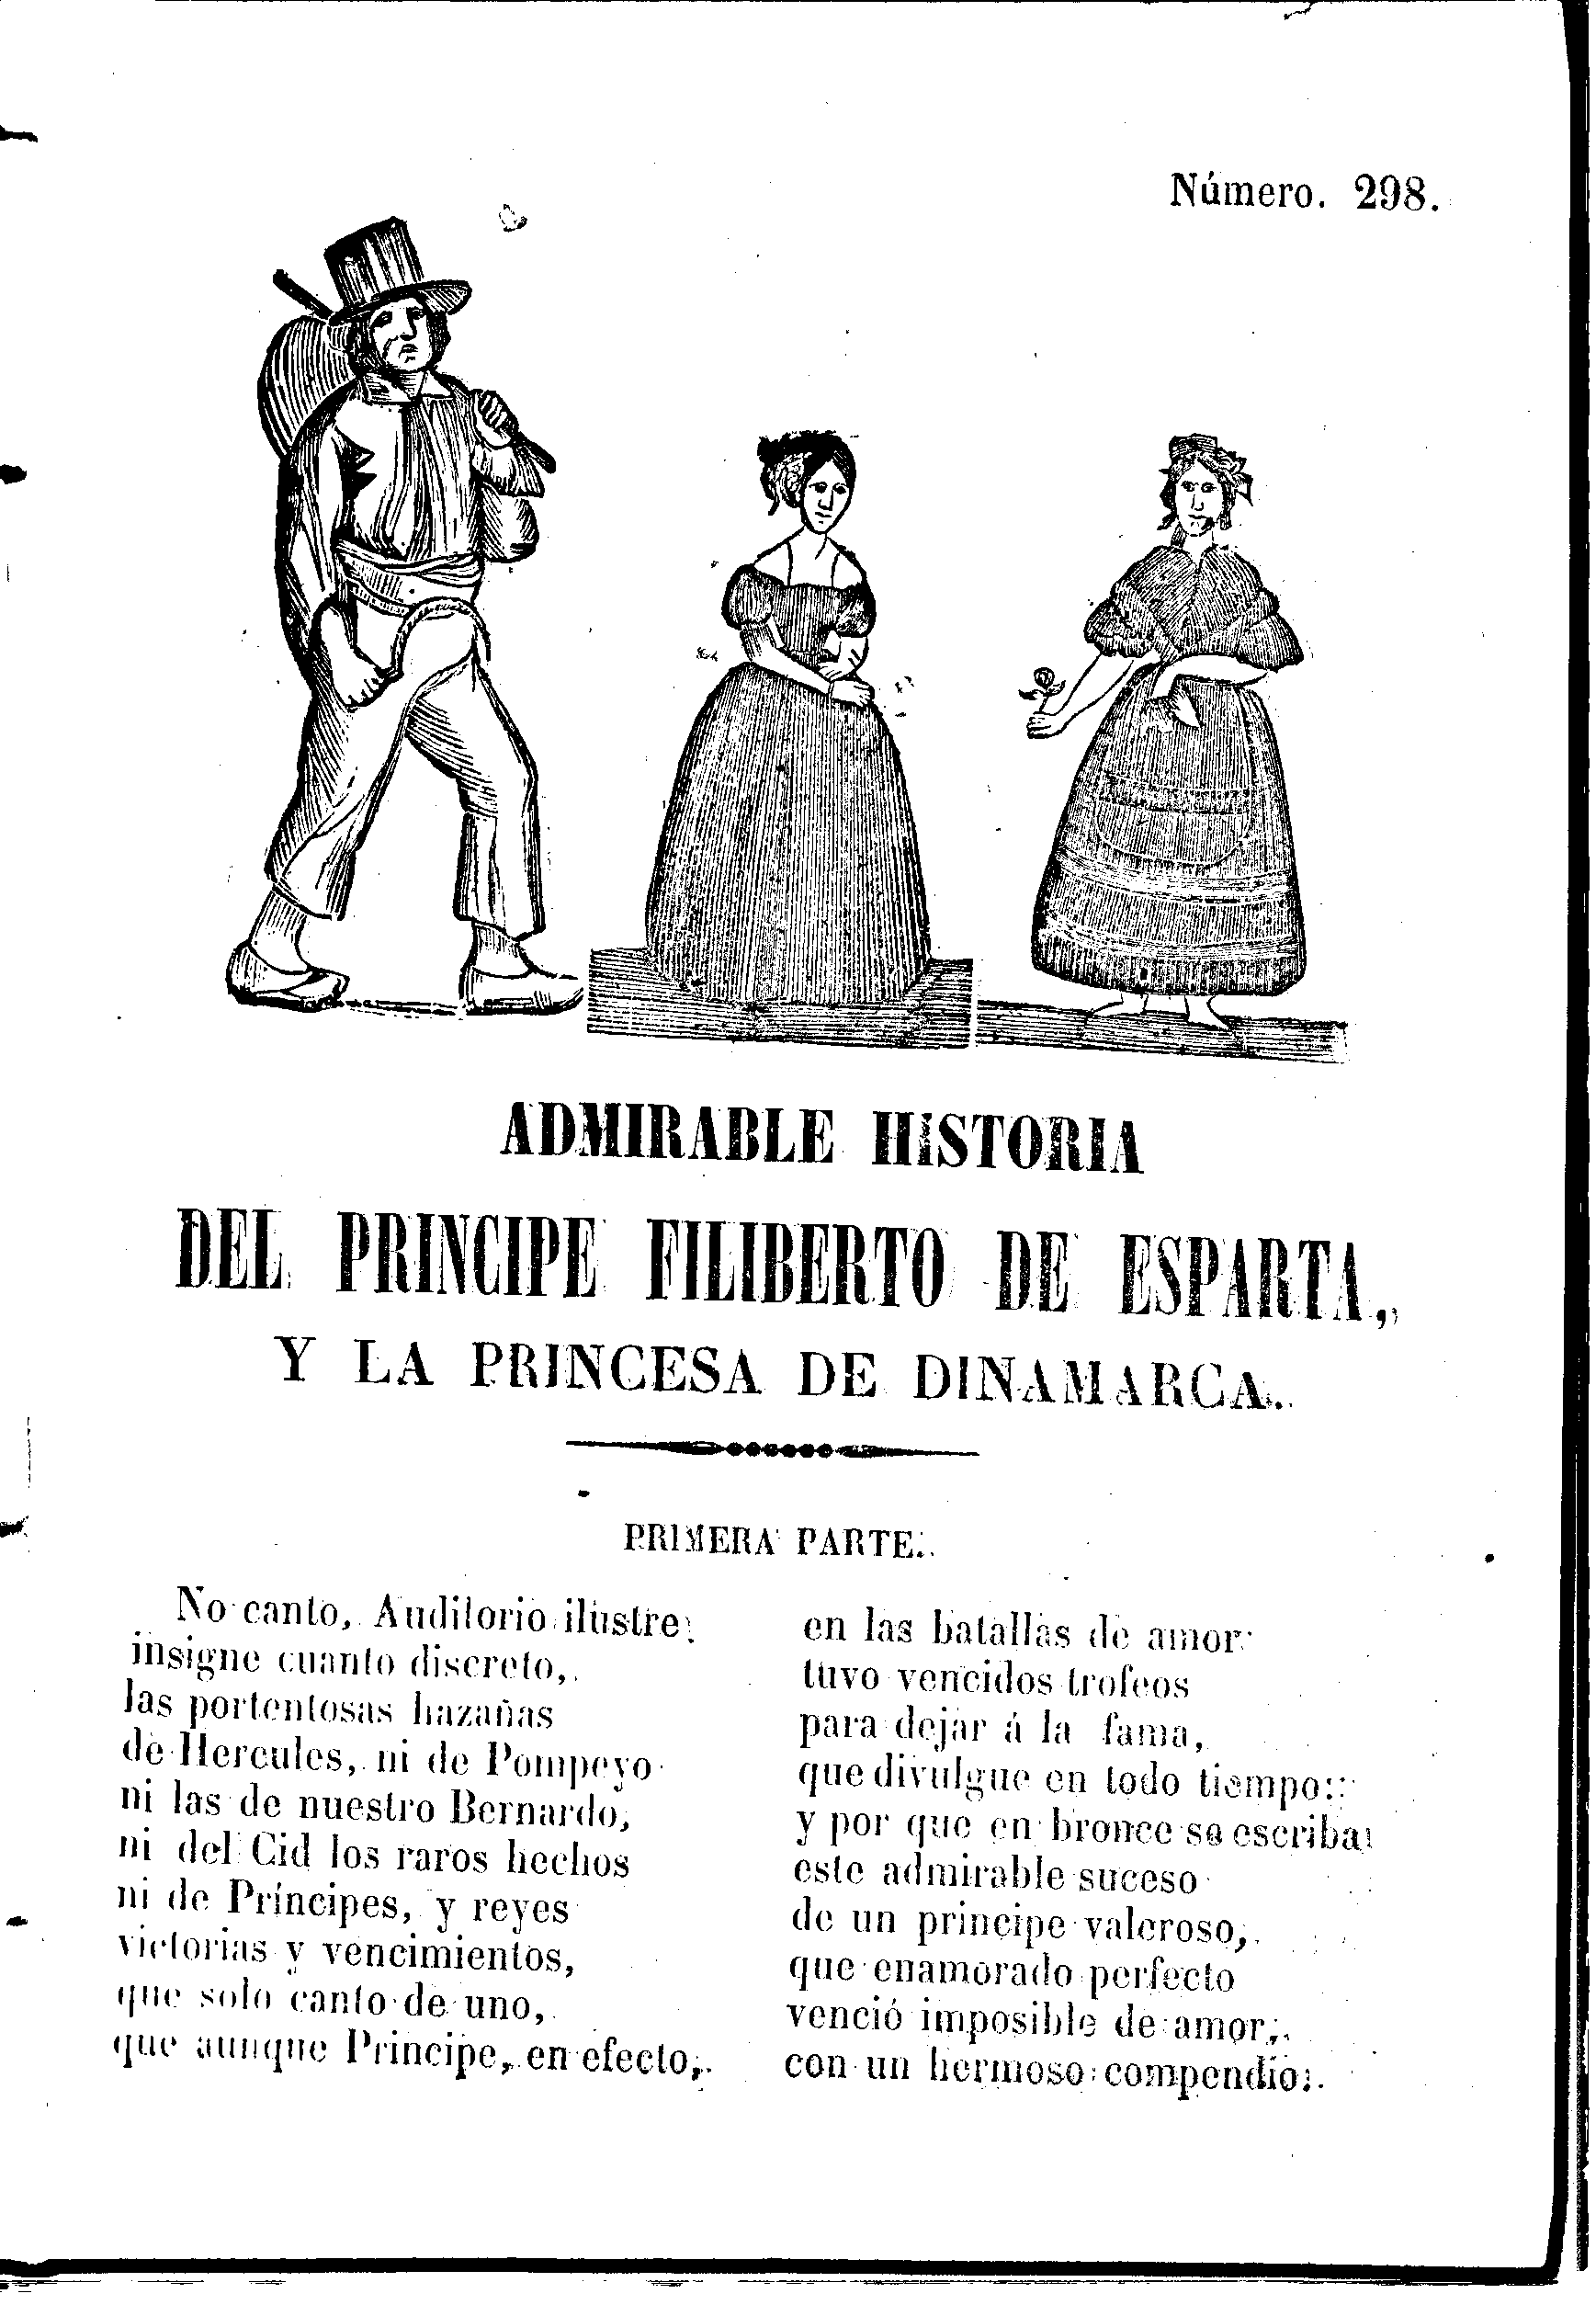 Número. 298.
ADMIRABLE HISTORIA
DEL PRINCIPE FILIBERTO DE ESPARTA,
Y LA PRINCESA DE DINAMARCA.
PRIMERA PARTE.
No canto, Auditorio ilustre,
insigne cuanto discreto,
las portentosas hazañas
de Hercules, ni de Pompeyo
ni las de nuestro Bernardo,
ni del Cid los raros hechos
ni de Príncipes, y reyes
victorias y vencimientos,
que solo canto de uno,
que aunque Principe, en efecto,
en las batallas de amor
tuvo vencidos trofeos
para dejar á la fama,
que divulgue en todo tiempo:
y por que en bronce se escriba
este admirable suceso
de un principe valeroso,
que enamorado perfecto
venció imposible de amor,
con un hermoso compendio.